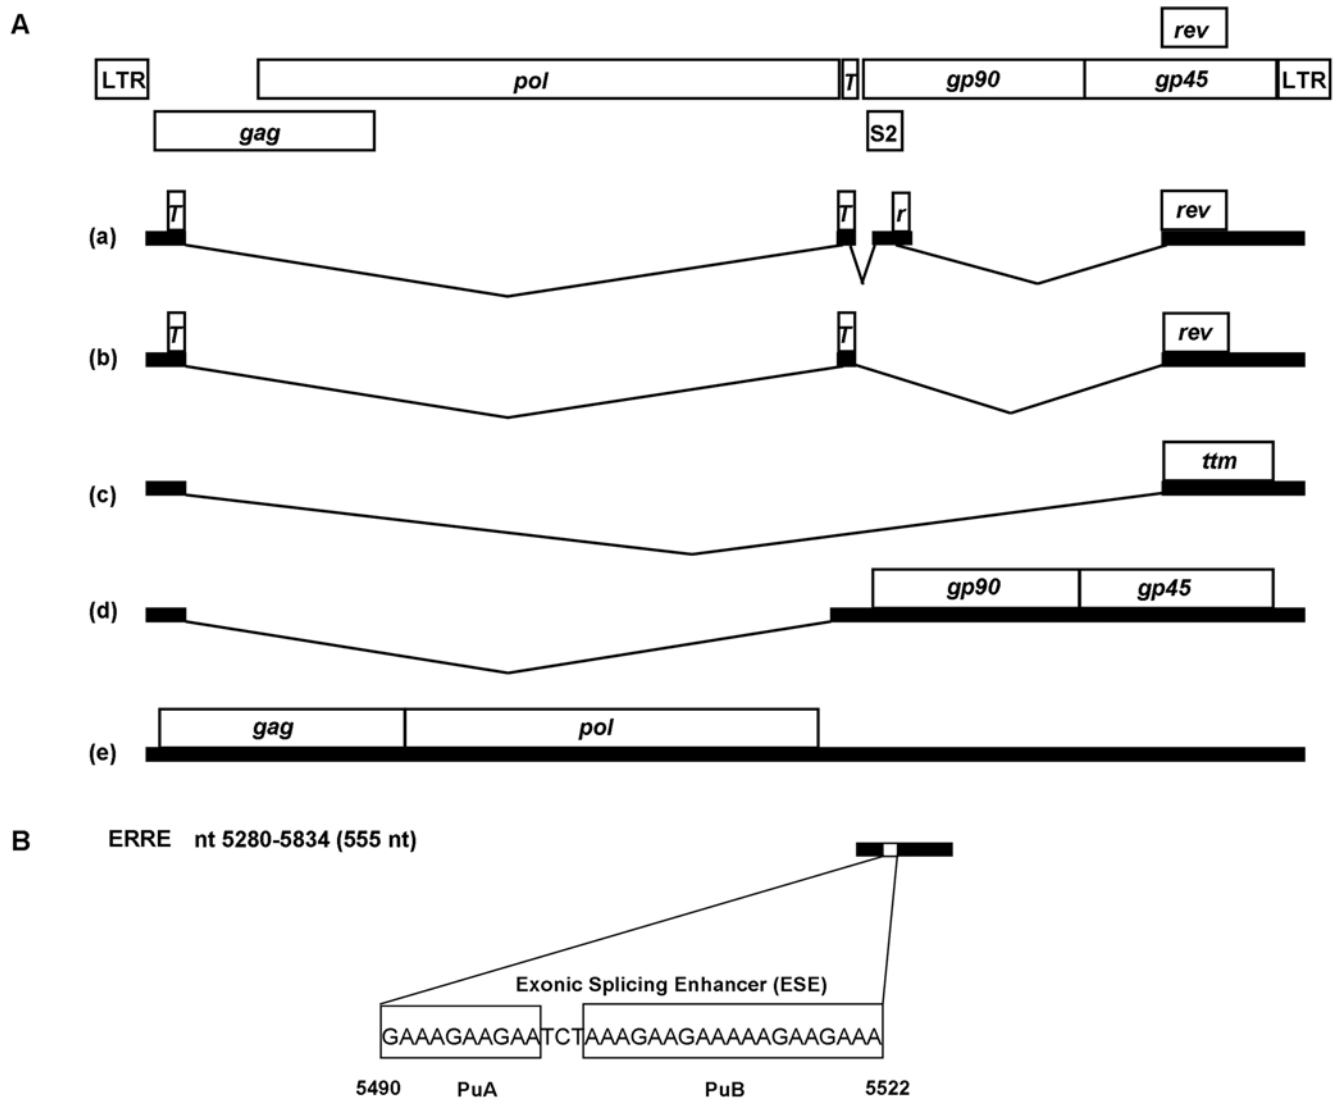 A
rev
LTR pol T gp90 gp45 LTR
gag S2
T T r rev
(a)
T T rev
(b)
ttm
(c)
gp90 gp45
(d)
gag pol
(e)
B ERRE nt 5280-5834 (555 nt)
Exonic Splicing Enhancer (ESE)
GAAAGAAGAATCTAAAGAAGAAAAAGAAGAAA
5490 PuA PuB 5522